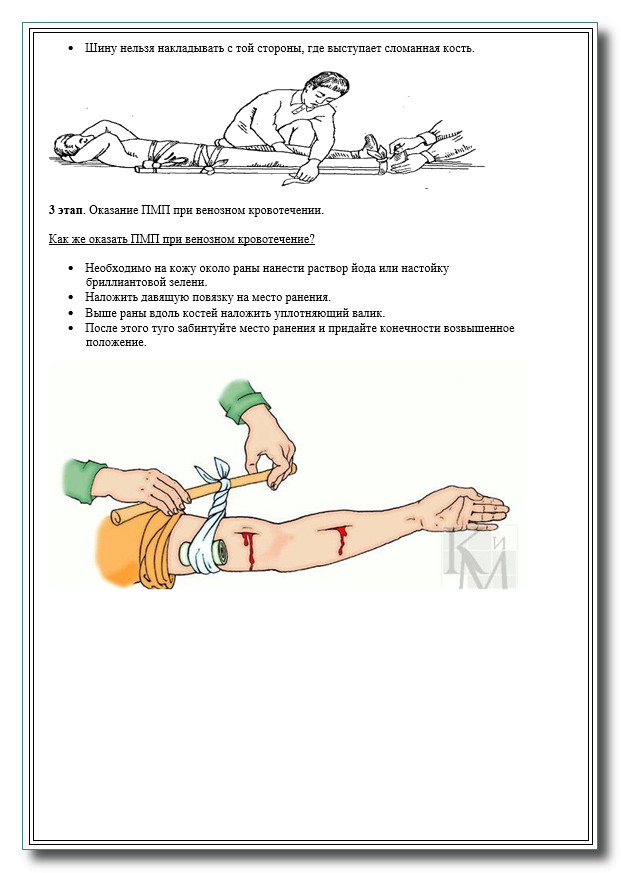 Шину нельзя накладывать с той стороны, где выступает сломанная кость.
3 этап. Оказание ПМП при венозном кровотечении.
Как же оказать ПМП при венозном кровотечение?
Необходимо на кожу около раны нанести раствор йода или настойку
бриллиантовой зелени.
Наложить давящую повязку на место ранения.
Выше раны вдоль костей наложить уплотняющий валик.
После этого туго забинтуйте место ранения и придайте конечности возвышенное
положение.
К и М